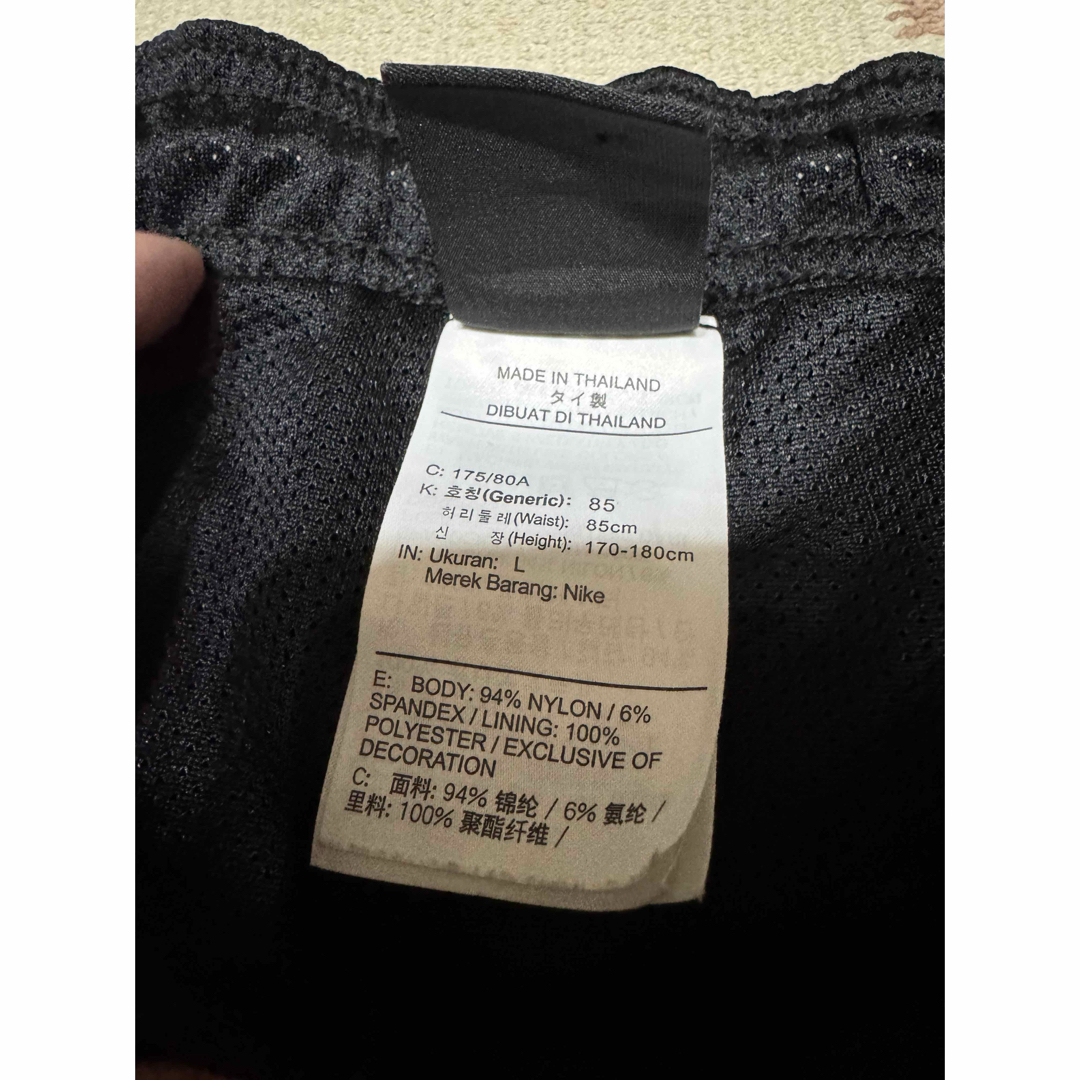 MADE IN THAILAND
タイ製
DIBUAT DI THAILAND
C: 175/80A
K: 호칭(Generic): 85
허리둘레(Waist): 85cm
신 장(Height): 170-180cm
IN: Ukuran: L
Merek Barang: Nike
E: BODY: 94% NYLON / 6%
SPANDEX / LINING: 100%
POLYESTER / EXCLUSIVE OF
DECORATION
C: 面料: 94% 锦纶 / 6% 氨纶 /
里料: 100% 聚酯纤维 /